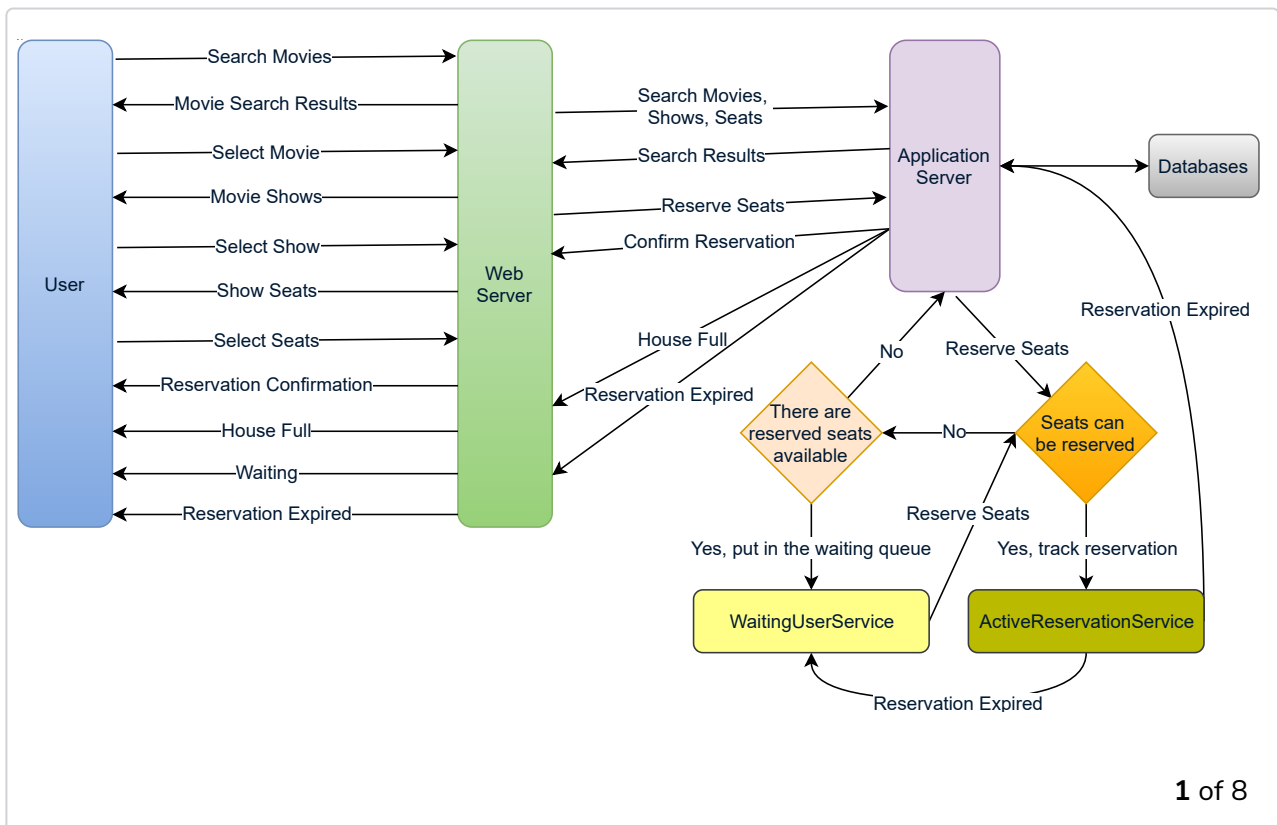 Search Movies
Movie Search Results
Select Movie
Movie Shows
Select Show
Show Seats
Select Seats
Reservation Confirmation
House Full
Waiting
Reservation Expired
User
Web
Server
Search Movies,
Shows, Seats
Search Results
Reserve Seats
Confirm Reservation
House Full
Reservation Expired
Application
Server
Databases
Reservation Expired
No
Reserve Seats
There are
reserved seats
available
No
Seats can
be reserved
Reserve Seats
Yes, put in the waiting queue
Yes, track reservation
WaitingUserService
ActiveReservationService
Reservation Expired
1 of 8